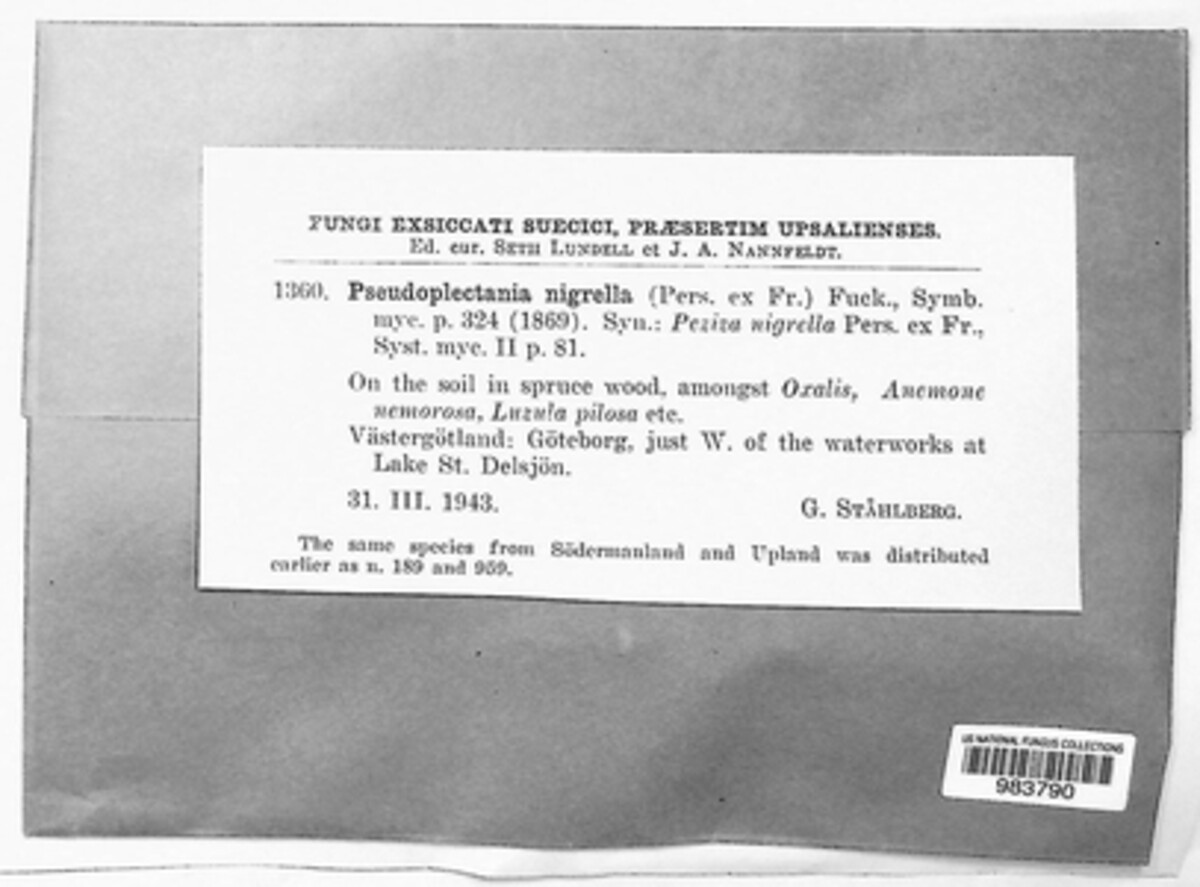 FUNGI EXSICCATI SUECICI, PRÆSERTIM UPSALIENSES.
Ed. cur. SETH LUNDELL et J. A. NANNFELDT.
1360. Pseudoplectania nigrella (Pers. ex Fr.) Fuck., Symb.
myc. p. 324 (1869). Syn.: Peziza nigrella Pers. ex Fr.,
Syst. myc. II p. 81.
On the soil in spruce wood, amongst Oxalis, Anemone
nemorosa, Luzula pilosa etc.
Västergötland: Göteborg, just W. of the waterworks at
Lake St. Delsjön.
31. III. 1943. G. STÅHLBERG.
The same species from Södermanland and Upland was distributed
earlier as n. 189 and 959.
US NATIONAL FUNGUS COLLECTIONS
983790